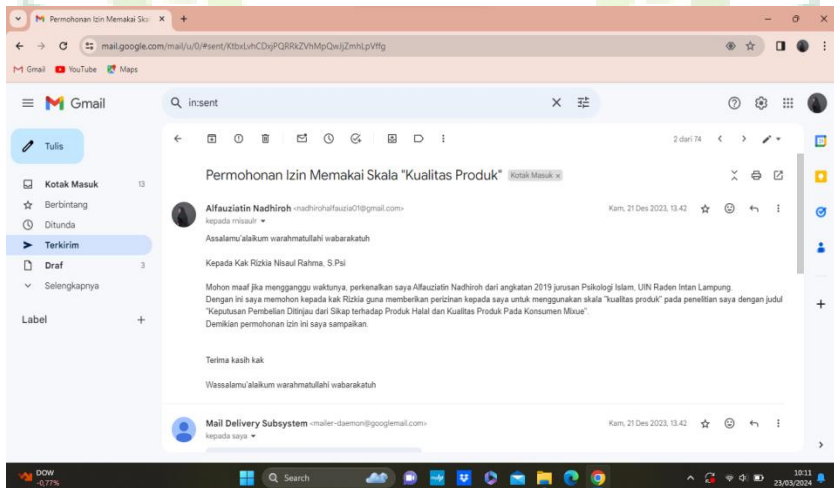 Permohonan Izin Memakai Skal
mail.google.com/mail/u/0/#sent/KtbxLvhCDxjPQRRkZVhMpQwJjZmhLpVffg
Gmail YouTube Maps
Gmail
in:sent
Tulis
2 dari 74
Kotak Masuk 13
Berbintang
Ditunda
Terkirim
Draf 3
Selengkapnya
Label
Permohonan Izin Memakai Skala "Kualitas Produk" Kotak Masuk x
Alfauziatin Nadhiroh <nadhirohalfauzia01@gmail.com> Kam, 21 Des 2023, 13.42
kepada rnisaulr
Assalamu'alaikum warahmatullahi wabarakatuh
Kepada Kak Rizkia Nisaul Rahma, S.Psi
Mohon maaf jika mengganggu waktunya, perkenalkan saya Alfauziatin Nadhiroh dari angkatan 2019 jurusan Psikologi Islam, UIN Raden Intan Lampung.
Dengan ini saya memohon kepada kak Rizkia guna memberikan perizinan kepada saya untuk menggunakan skala "kualitas produk" pada penelitian saya dengan judul
"Keputusan Pembelian Ditinjau dari Sikap terhadap Produk Halal dan Kualitas Produk Pada Konsumen Mixue".
Demikian permohonan izin ini saya sampaikan.
Terima kasih kak
Wassalamu'alaikum warahmatullahi wabarakatuh
Mail Delivery Subsystem <mailer-daemon@googlemail.com> Kam, 21 Des 2023, 13.42
kepada saya
DOW
-0,77%
Search
10:11
23/03/2024